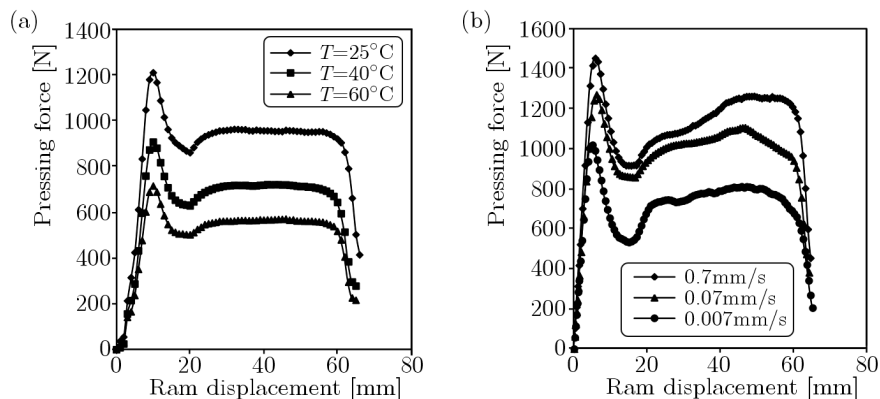 (a)
Pressing force [N]
1400
1200
1000
800
600
400
200
0
0 20 40 60 80
Ram displacement [mm]
T=25°C
T=40°C
T=60°C
(b)
Pressing force [N]
1600
1400
1200
1000
800
600
400
200
0
0 20 40 60 80
Ram displacement [mm]
0.7mm/s
0.07mm/s
0.007mm/s